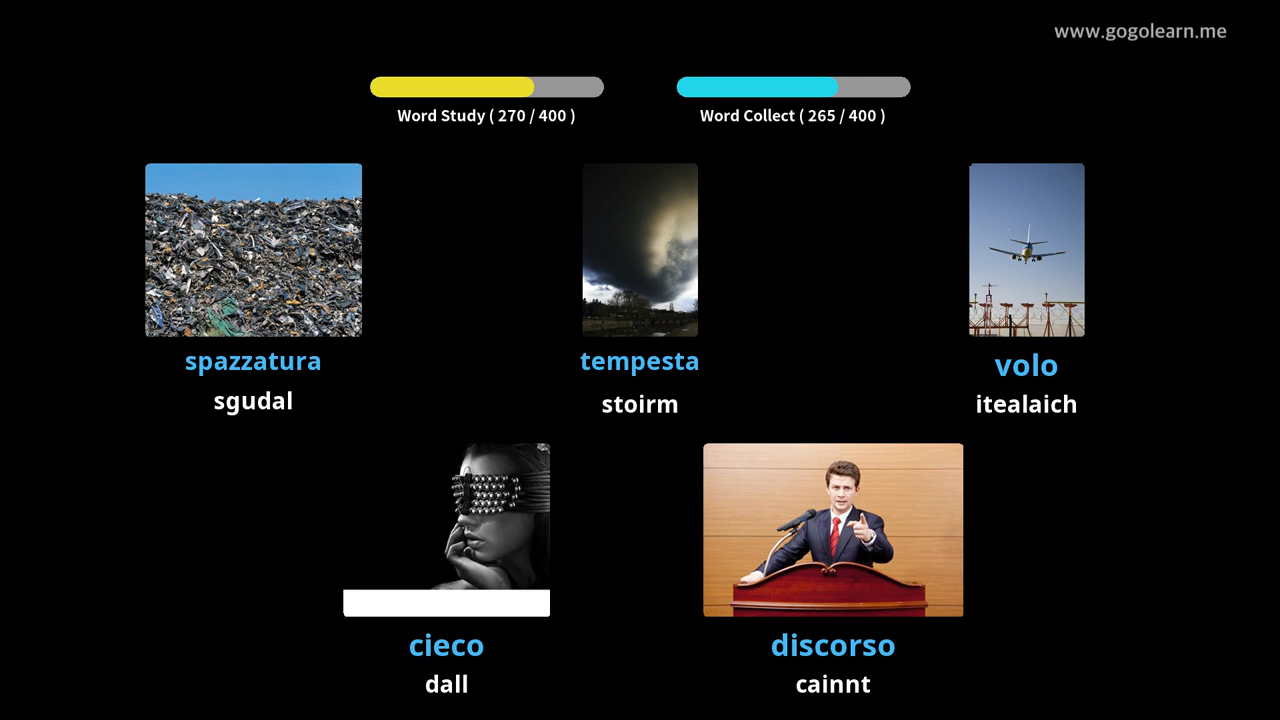 www.gogolearn.me
Word Study ( 270 / 400 )
Word Collect ( 265 / 400 )
spazzatura
sgudal
tempesta
stoirm
volo
itealaich
cieco
dall
discorso
cainnt